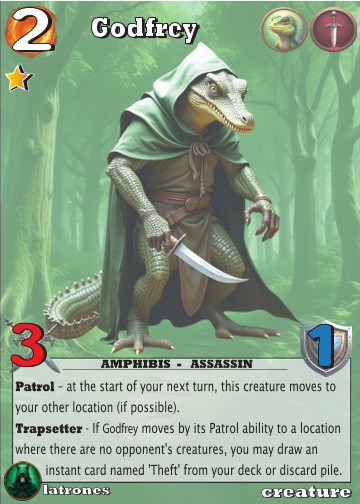 2 Godfrey
3 1
AMPHIBIS - ASSASSIN
Patrol – at the start of your next turn, this creature moves to
your other location (if possible).
Trapsetter - If Godfrey moves by its Patrol ability to a location
where there are no opponent's creatures, you may draw an
instant card named 'Theft' from your deck or discard pile.
latrones creature